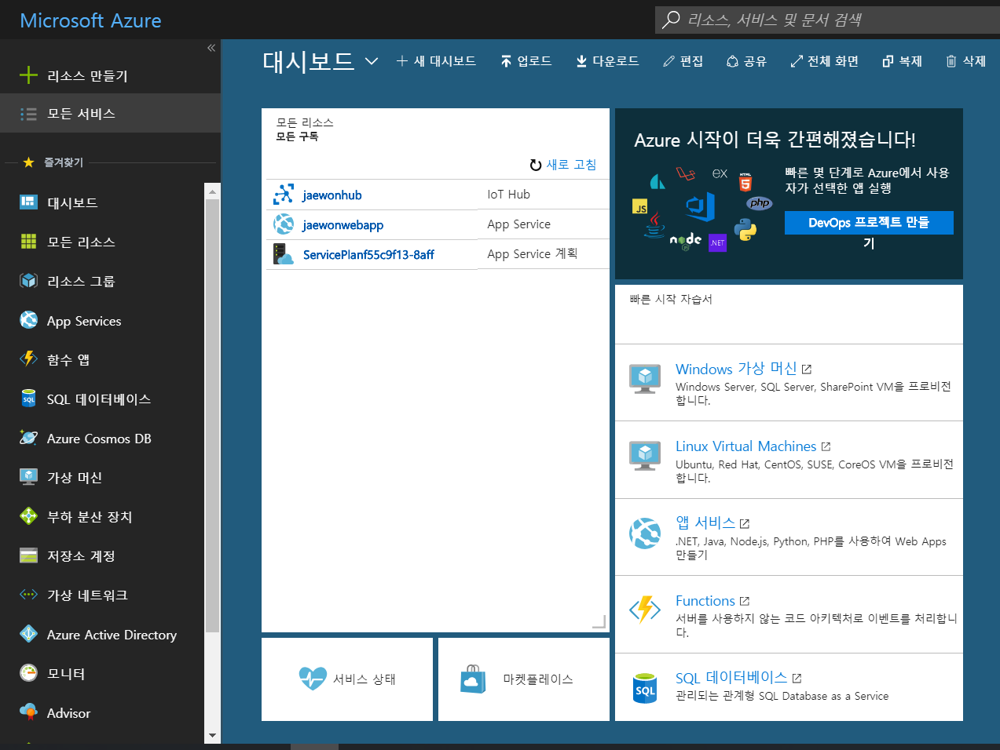 Microsoft Azure
리소스, 서비스 및 문서 검색
리소스 만들기
모든 서비스
즐겨찾기
대시보드
모든 리소스
리소스 그룹
App Services
함수 앱
SQL 데이터베이스
Azure Cosmos DB
가상 머신
부하 분산 장치
저장소 계정
가상 네트워크
Azure Active Directory
모니터
Advisor
대시보드
새 대시보드
업로드
다운로드
편집
공유
전체 화면
복제
삭제
모든 리소스
모든 구독
새로 고침
jaewonhub IoT Hub
jaewonwebapp App Service
ServicePlanf55c9f13-8aff App Service 계획
서비스 상태
마켓플레이스
Azure 시작이 더욱 간편해졌습니다!
ex
HTML
5
JS
php
Java
node
JS
.NET
빠른 몇 단계로 Azure에서 사용
자가 선택한 앱 실행
DevOps 프로젝트 만들
기
빠른 시작 자습서
Windows 가상 머신
Windows Server, SQL Server, SharePoint VM을 프로비전
합니다.
Linux Virtual Machines
Ubuntu, Red Hat, CentOS, SUSE, CoreOS VM을 프로비전
합니다.
앱 서비스
.NET, Java, Node.js, Python, PHP를 사용하여 Web Apps
만들기
Functions
서버를 사용하지 않는 코드 아키텍처로 이벤트를 처리합니
다.
SQL
SQL 데이터베이스
관리되는 관계형 SQL Database as a Service